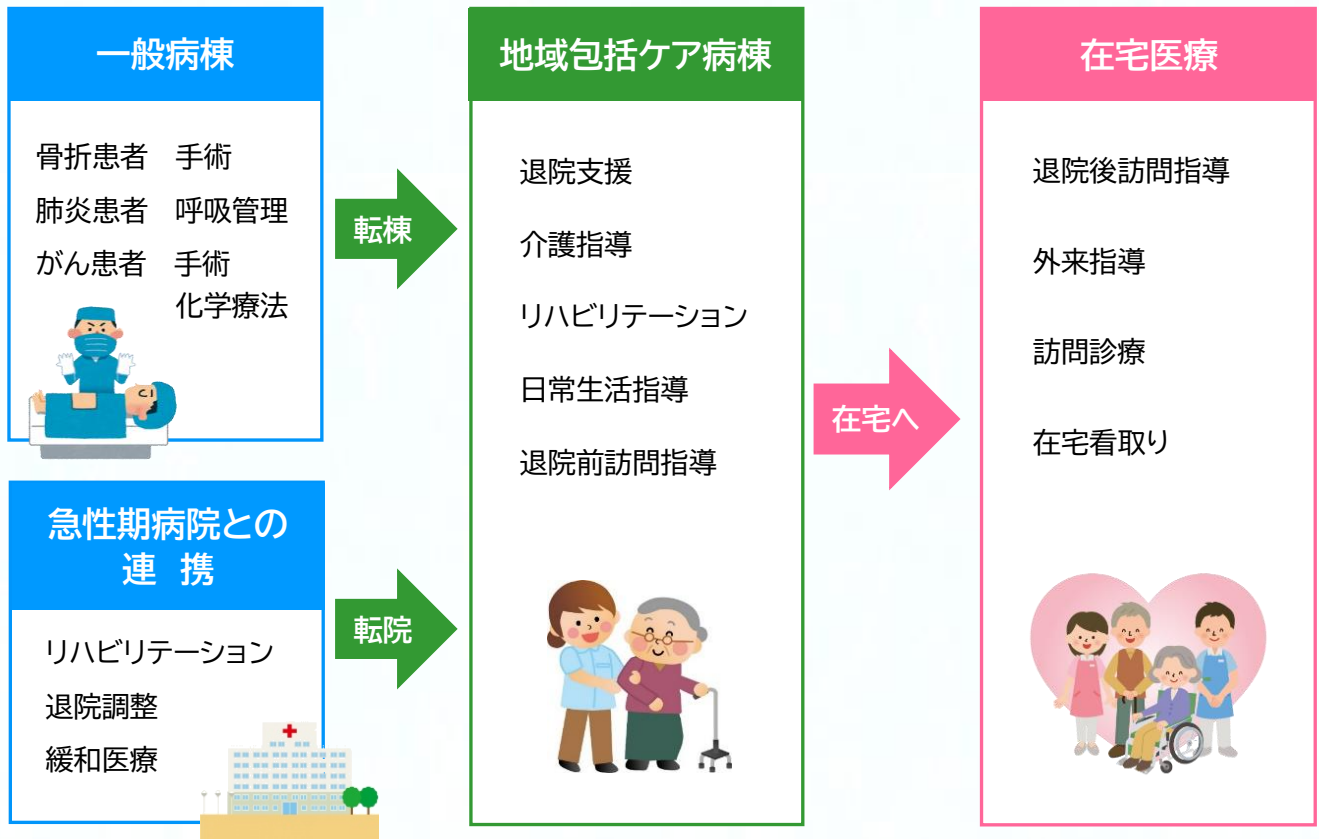 一般病棟
骨折患者　手術
肺炎患者　呼吸管理
がん患者　手術
化学療法
急性期病院との
連 携
リハビリテーション
退院調整
緩和医療
転棟
転院
地域包括ケア病棟
退院支援
介護指導
リハビリテーション
日常生活指導
退院前訪問指導
在宅へ
在宅医療
退院後訪問指導
外来指導
訪問診療
在宅看取り